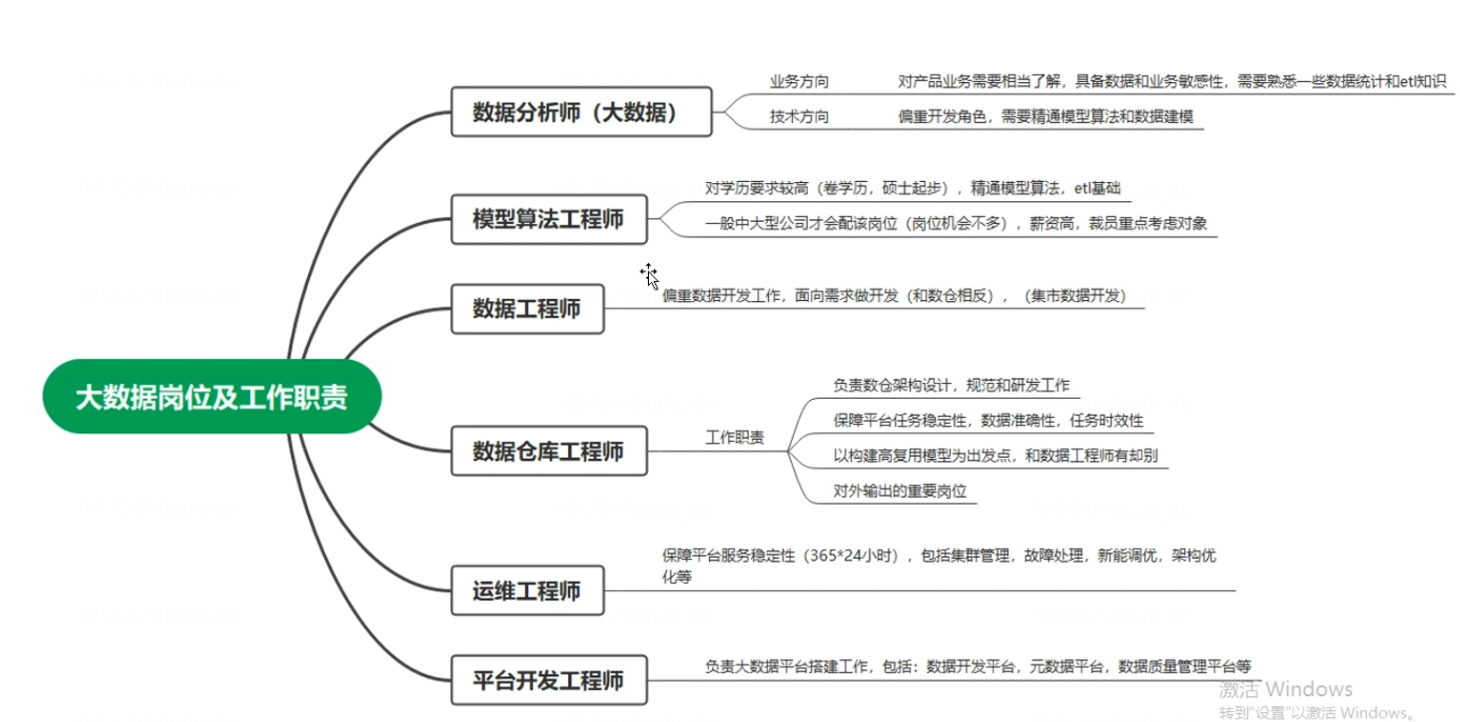 大数据岗位及工作职责
数据分析师（大数据）
业务方向
对产品业务需要相当了解，具备数据和业务敏感性，需要熟悉一些数据统计和etl知识
技术方向
偏重开发角色，需要精通模型算法和数据建模
模型算法工程师
对学历要求较高（卷学历，硕士起步），精通模型算法，etl基础
一般中大型公司才会配该岗位（岗位机会不多），薪资高，裁员重点考虑对象
数据工程师
偏重数据开发工作，面向需求做开发（和数仓相反），（集市数据开发）
数据仓库工程师
工作职责
负责数仓架构设计，规范和研发工作
保障平台任务稳定性，数据准确性，任务时效性
以构建高复用模型为出发点，和数据工程师有却别
对外输出的重要岗位
运维工程师
保障平台服务稳定性（365*24小时），包括集群管理，故障处理，新能调优，架构优
化等
平台开发工程师
负责大数据平台搭建工作，包括：数据开发平台，元数据平台，数据质量管理平台等
激活 Windows
转到"设置"以激活 Windows。